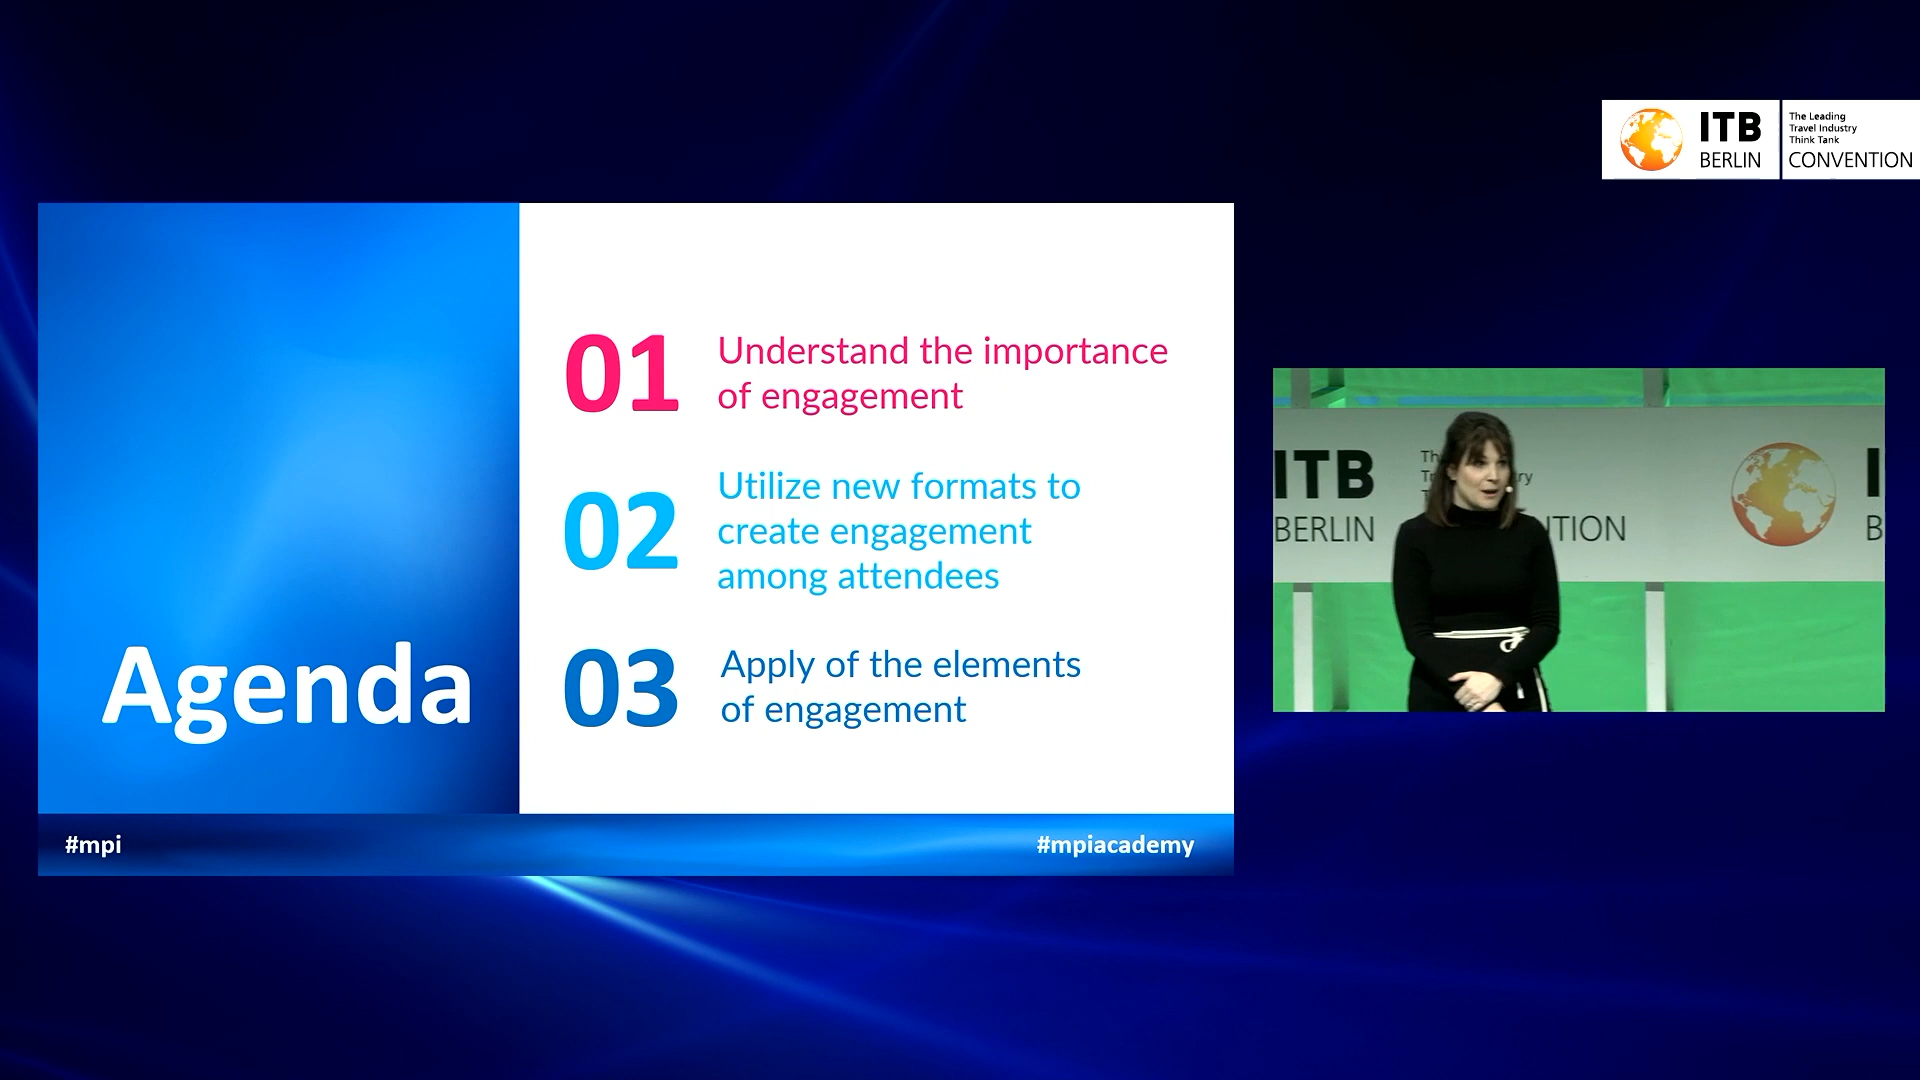 ITB
BERLIN
The Leading
Travel Industry
Think Tank
CONVENTION
01
Understand the importance
of engagement
02
Utilize new formats to
create engagement
among attendees
03
Apply of the elements
of engagement
Agenda
#mpi
#mpiacademy
ITB
BERLIN